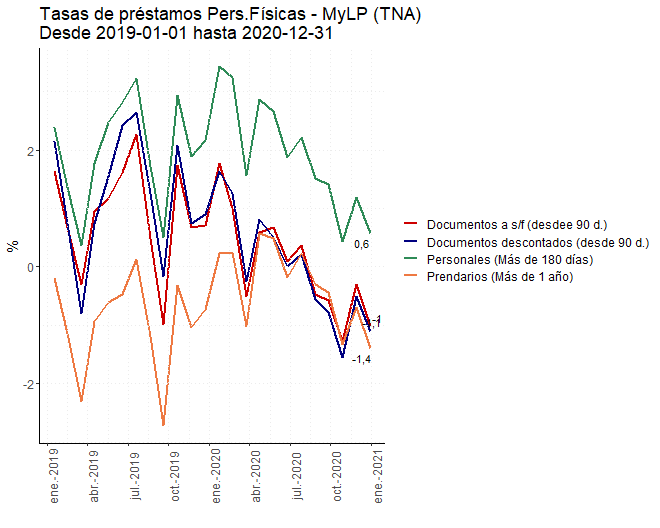 Tasas de préstamos Pers.Físicas - MyLP (TNA)
Desde 2019-01-01 hasta 2020-12-31
%
2
0
-2
0,6
-1
-1,1
-1,4
ene.-2019
abr.-2019
jul.-2019
oct.-2019
ene.-2020
abr.-2020
jul.-2020
oct.-2020
ene.-2021
Documentos a s/f (desdee 90 d.)
Documentos descontados (desde 90 d.)
Personales (Más de 180 días)
Prendarios (Más de 1 año)